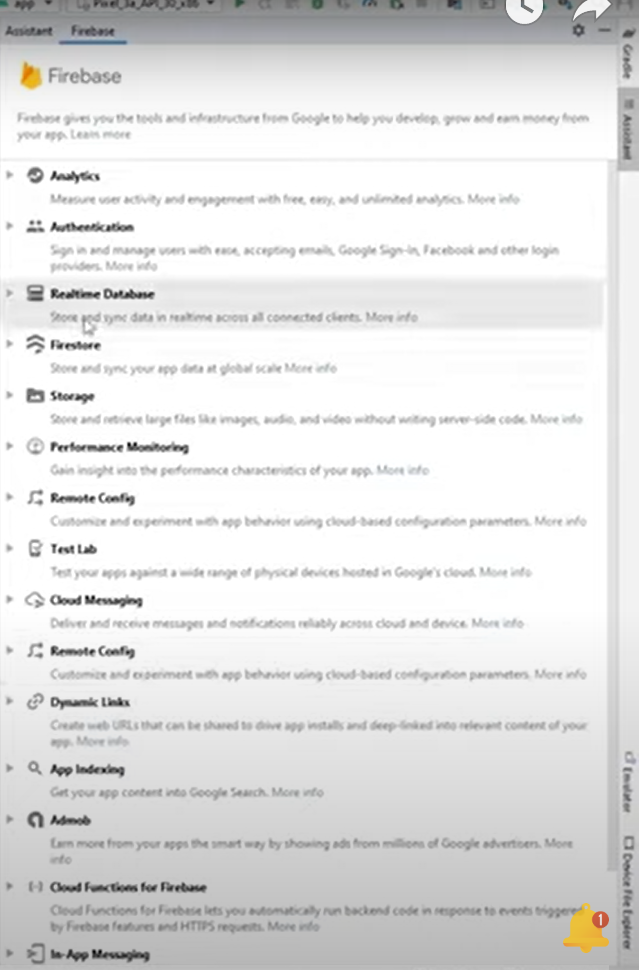 app Pixel_3a_API_30_x86
Assistant Firebase
Firebase
Firebase gives you the tools and infrastructure from Google to help you develop, grow and earn money from
your app. Learn more
Analytics
Measure user activity and engagement with free, easy, and unlimited analytics. More info
Authentication
Sign in and manage users with ease, accepting emails, Google Sign-In, Facebook and other login
providers. More info
Realtime Database
Store and sync data in realtime across all connected clients. More info
Firestore
Store and sync your app data at global scale More info
Storage
Store and retrieve large files like images, audio, and video without writing server-side code. More info
Performance Monitoring
Gain insight into the performance characteristics of your app. More info
Remote Config
Customize and experiment with app behavior using cloud-based configuration parameters. More info
Test Lab
Test your apps against a wide range of physical devices hosted in Google's cloud. More info
Cloud Messaging
Deliver and receive messages and notifications reliably across cloud and device. More info
Remote Config
Customize and experiment with app behavior using cloud-based configuration parameters. More info
Dynamic Links
Create web URLs that can be shared to drive app installs and deep-linked into relevant content of your
app. More info
App Indexing
Get your app content into Google Search. More info
Admob
Earn more from your apps the smart way by showing ads from millions of Google advertisers. More
info
Cloud Functions for Firebase
Cloud Functions for Firebase lets you automatically run backend code in response to events triggered
by Firebase features and HTTPS requests. More info
In-App Messaging
Gradle
Assistant
Emulator
Device File Explorer
1